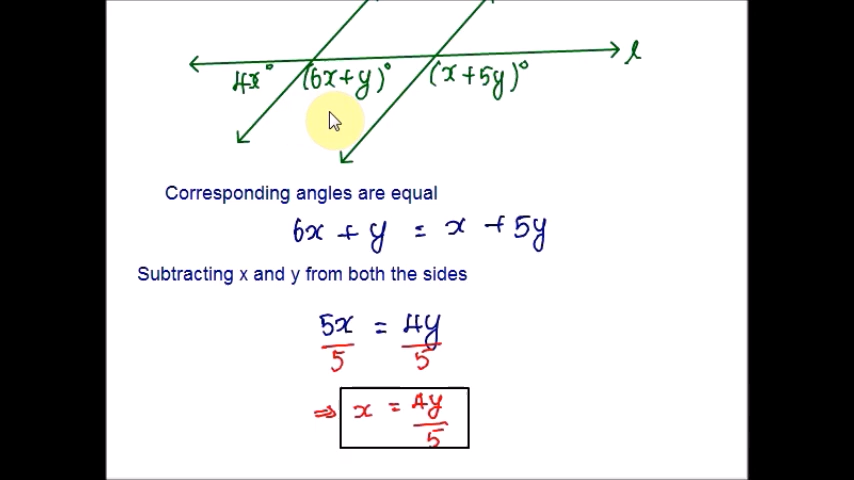 l
4x° (6x+y)° (x+5y)°
Corresponding angles are equal
6x + y = x + 5y
Subtracting x and y from both the sides
5x/5 = 4y/5
⇒ x = 4y/5